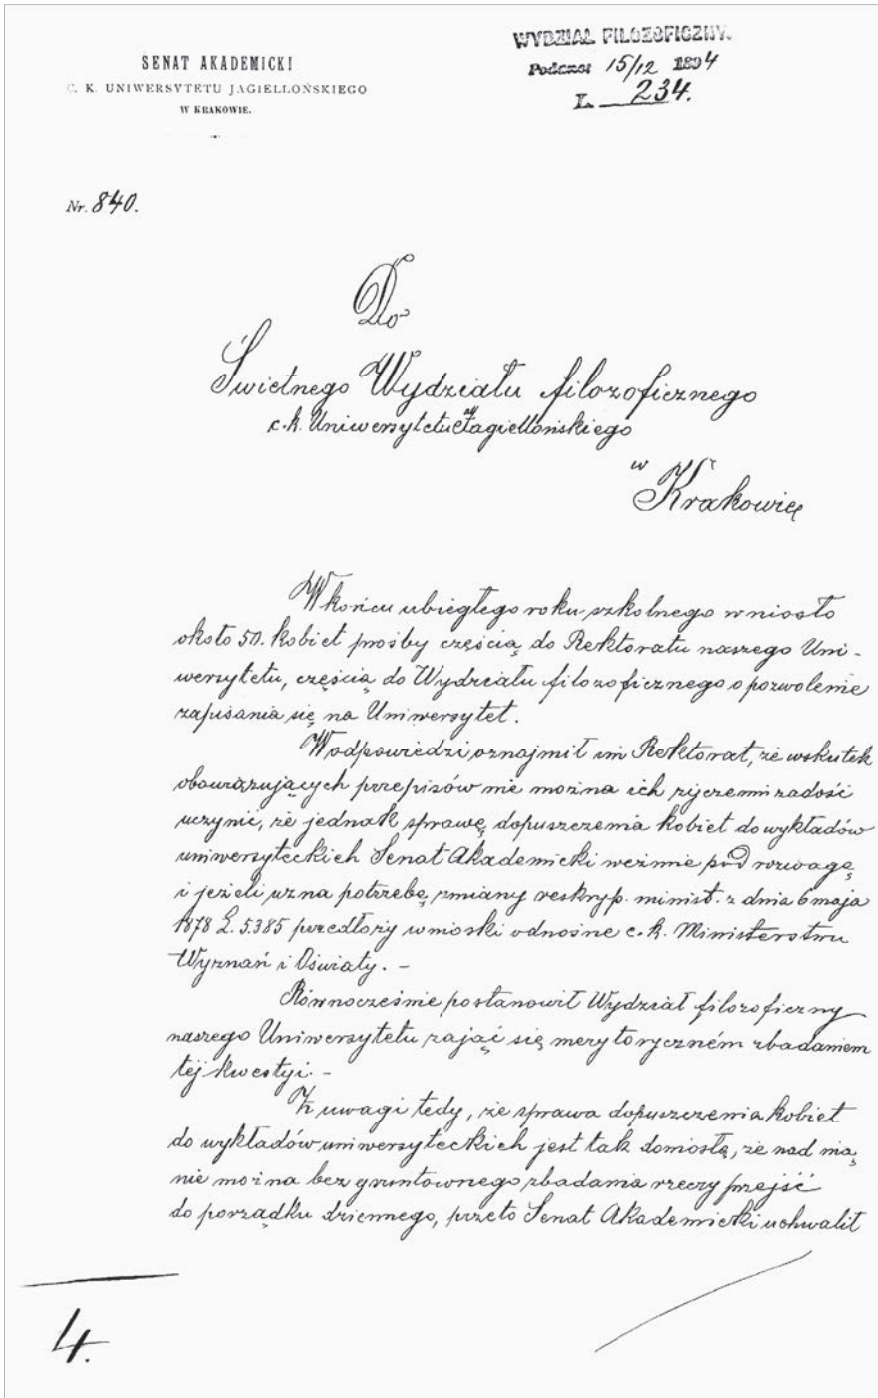 SENAT AKADEMICKI
C. K. UNIWERSYTETU JAGIELLOŃSKIEGO
W KRAKOWIE.
WYDZIAŁ FILOZOFICZNY.
Podczas 15/12 1894
L. 234.
Nr. 840.
Do
Świetnego Wydziału filozoficznego
c. k. Uniwersytetu Jagiellońskiego
w
Krakowie
W końcu ubiegłego roku szkolnego wniosło
około 50. kobiet prośby częścią do Rektoratu naszego Uni-
wersytetu, częścią do Wydziału filozoficznego o pozwolenie
zapisania się na Uniwersytet.
W odpowiedzi oznajmił im Rektorat, że wskutek
obowiązujących przepisów nie można ich życzeniu zadość
uczynić, że jednak sprawę dopuszczenia kobiet do wykładów
uniwersyteckich Senat Akademicki weźmie pod rozwagę
i jeżeli uzna potrzebę zmiany reskryp. minist. z dnia 6 maja
1878 L. 5385 przedłoży wnioski odnośne c. k. Ministerstwu
Wyznań i Oświaty. –
Równocześnie postanowił Wydział filozoficzny
naszego Uniwersytetu zająć się merytoryczném zbadaniem
téj kwestyi. –
Z uwagi tedy, że sprawa dopuszczenia kobiet
do wykładów uniwersyteckich jest tak doniosłą, że nad nią
nie można bez gruntownego zbadania rzeczy przejść
do porządku dziennego, przeto Senat Akademicki uchwalił
4.